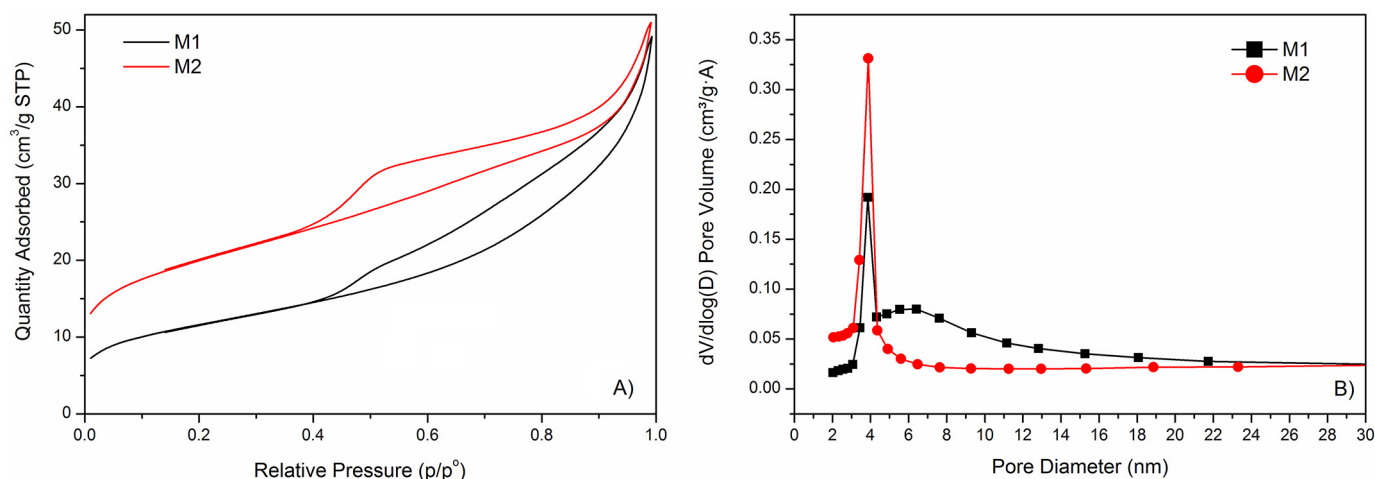 M1
M2
50
40
30
20
10
0
0.0 0.2 0.4 0.6 0.8 1.0
Quantity Adsorbed (cm³/g STP)
Relative Pressure (p/p°)
A)
M1
M2
0.35
0.30
0.25
0.20
0.15
0.10
0.05
0.00
0 2 4 6 8 10 12 14 16 18 20 22 24 26 28 30
dV/dlog(D) Pore Volume (cm³/g·A)
Pore Diameter (nm)
B)